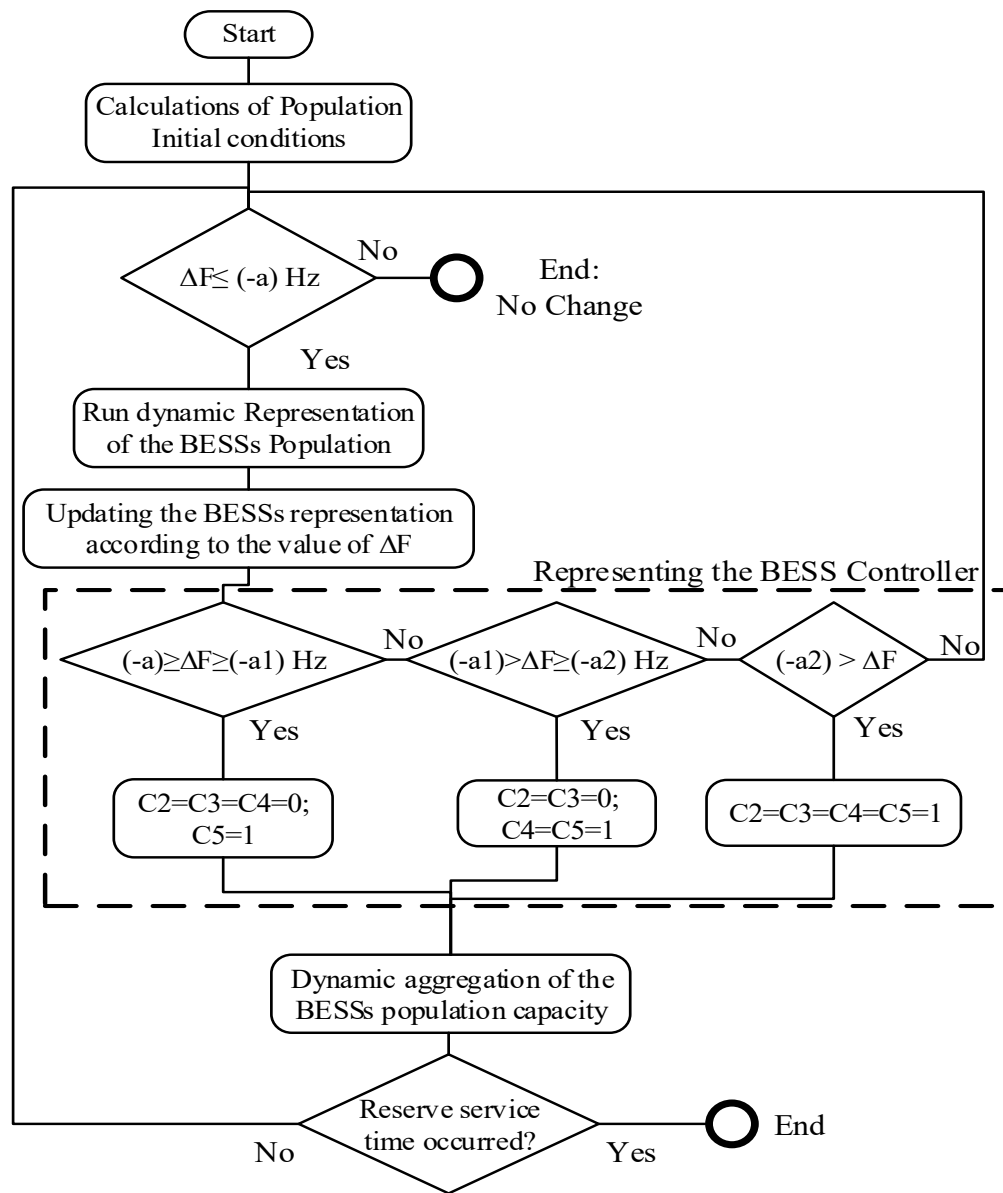 Start
Calculations of Population
Initial conditions
ΔF≤ (-a) Hz
No
End:
No Change
Yes
Run dynamic Representation
of the BESSs Population
Updating the BESSs representation
according to the value of ΔF
Representing the BESS Controller
(-a)≥ΔF≥(-a1) Hz
No
(-a1)>ΔF≥(-a2) Hz
No
(-a2) > ΔF
No
Yes
Yes
Yes
C2=C3=C4=0;
C5=1
C2=C3=0;
C4=C5=1
C2=C3=C4=C5=1
Dynamic aggregation of the
BESSs population capacity
Reserve service
time occurred?
No
Yes
End